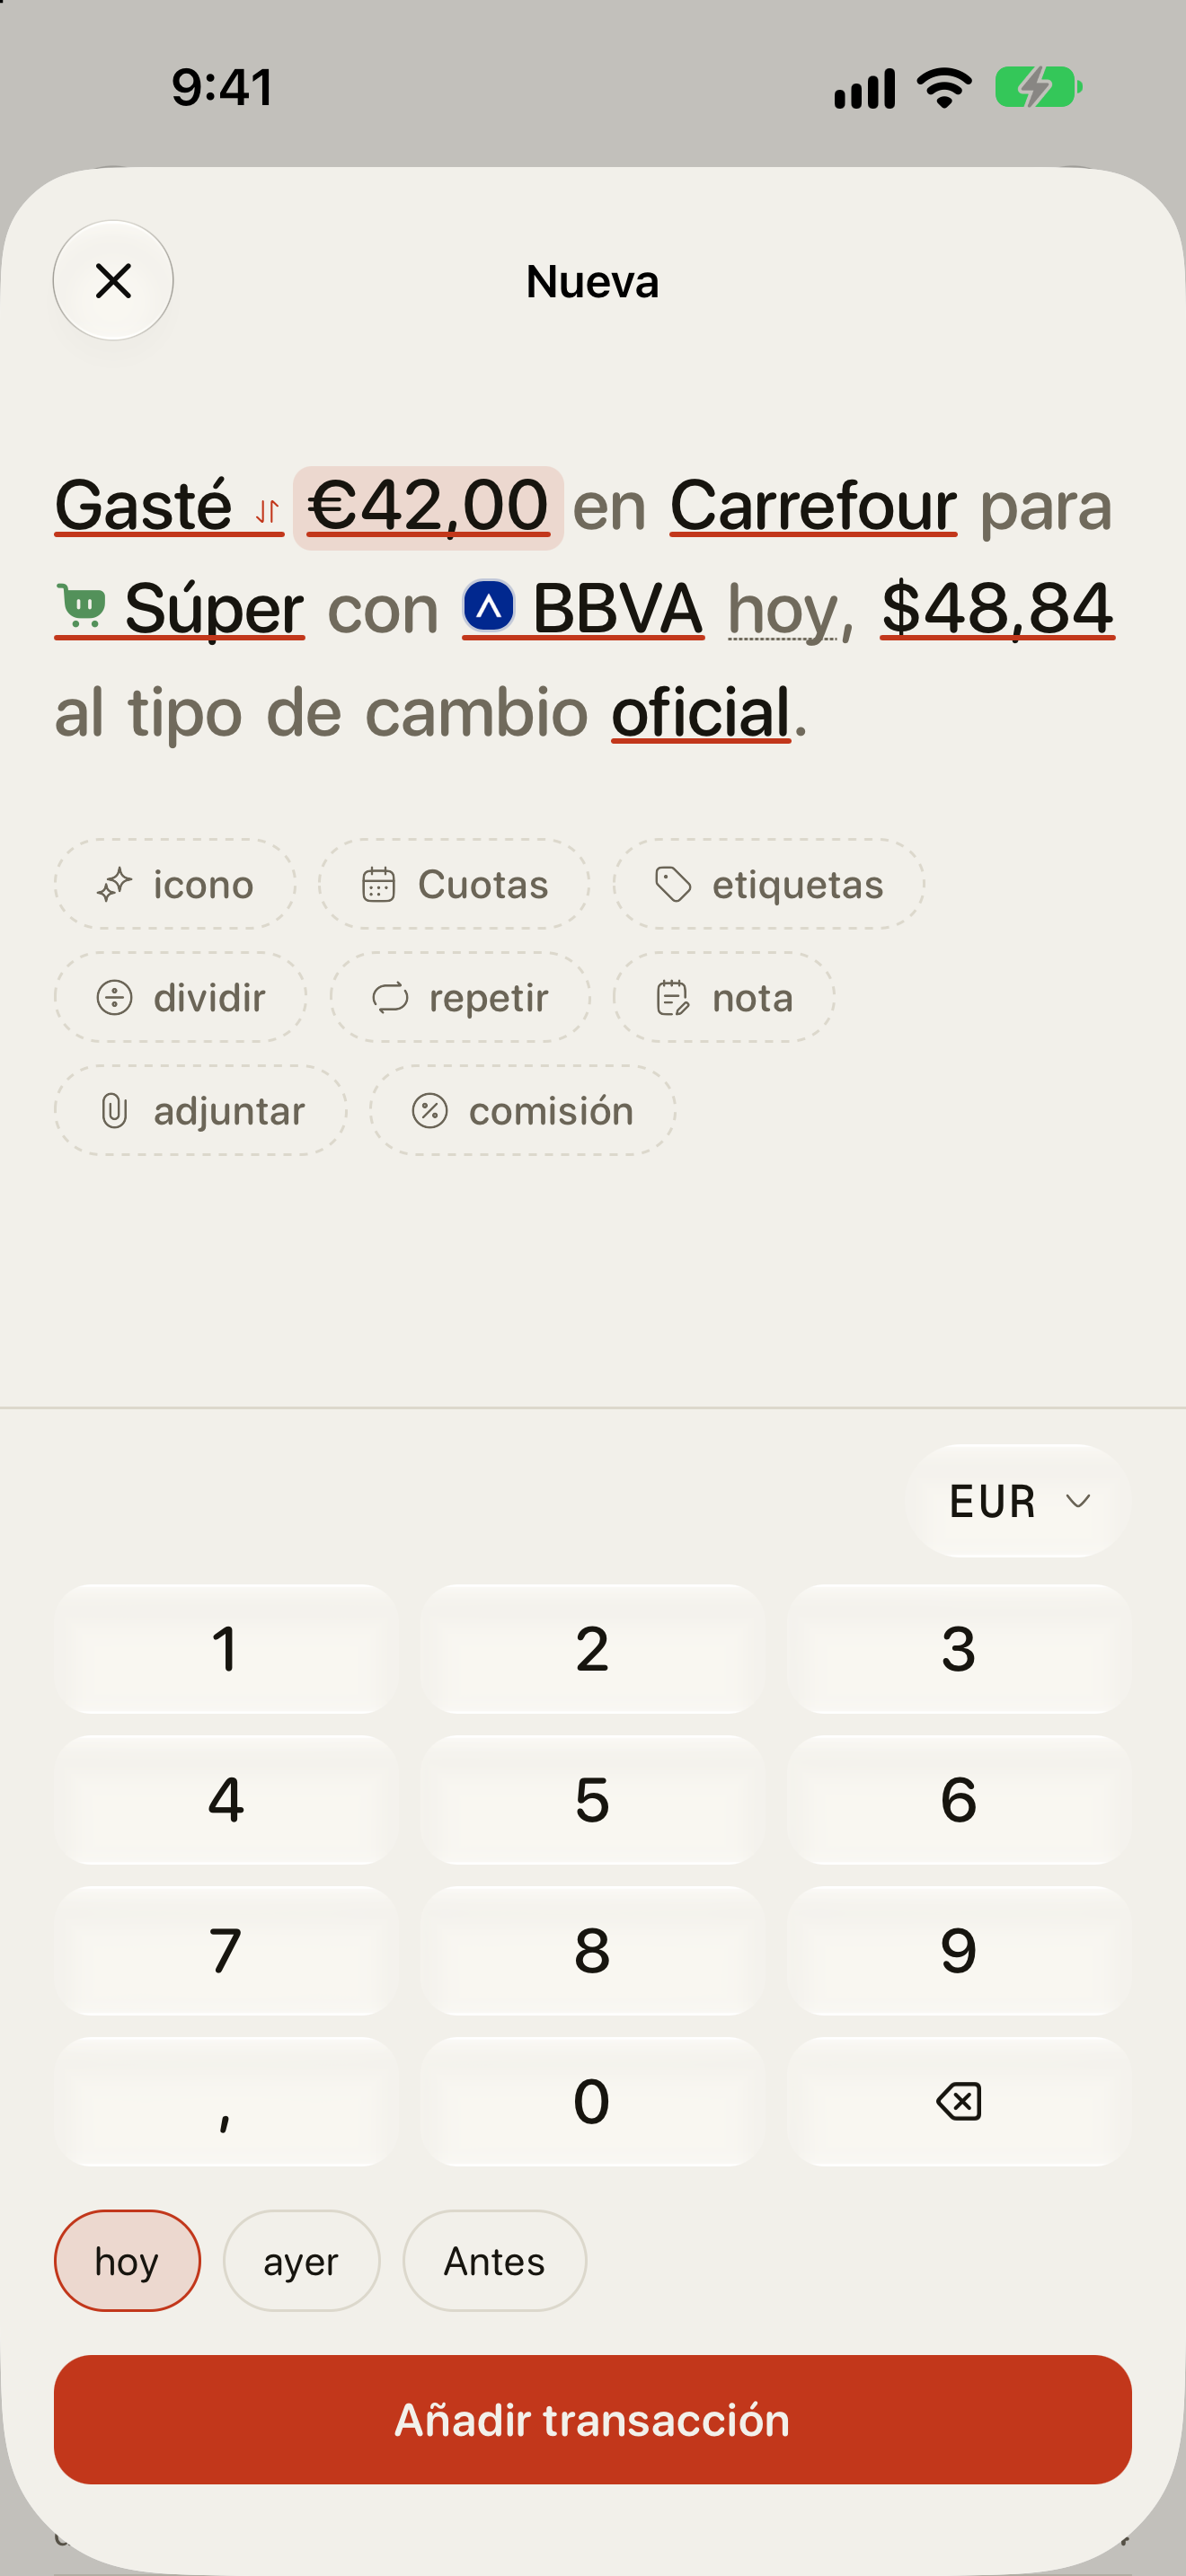 9:41
Nueva
Gasté €42,00 en Carrefour para
Súper con BBVA hoy, $48,84
al tipo de cambio oficial.
icono Cuotas etiquetas
dividir repetir nota
adjuntar comisión
EUR
1 2 3
4 5 6
7 8 9
, 0
hoy ayer Antes
Añadir transacción